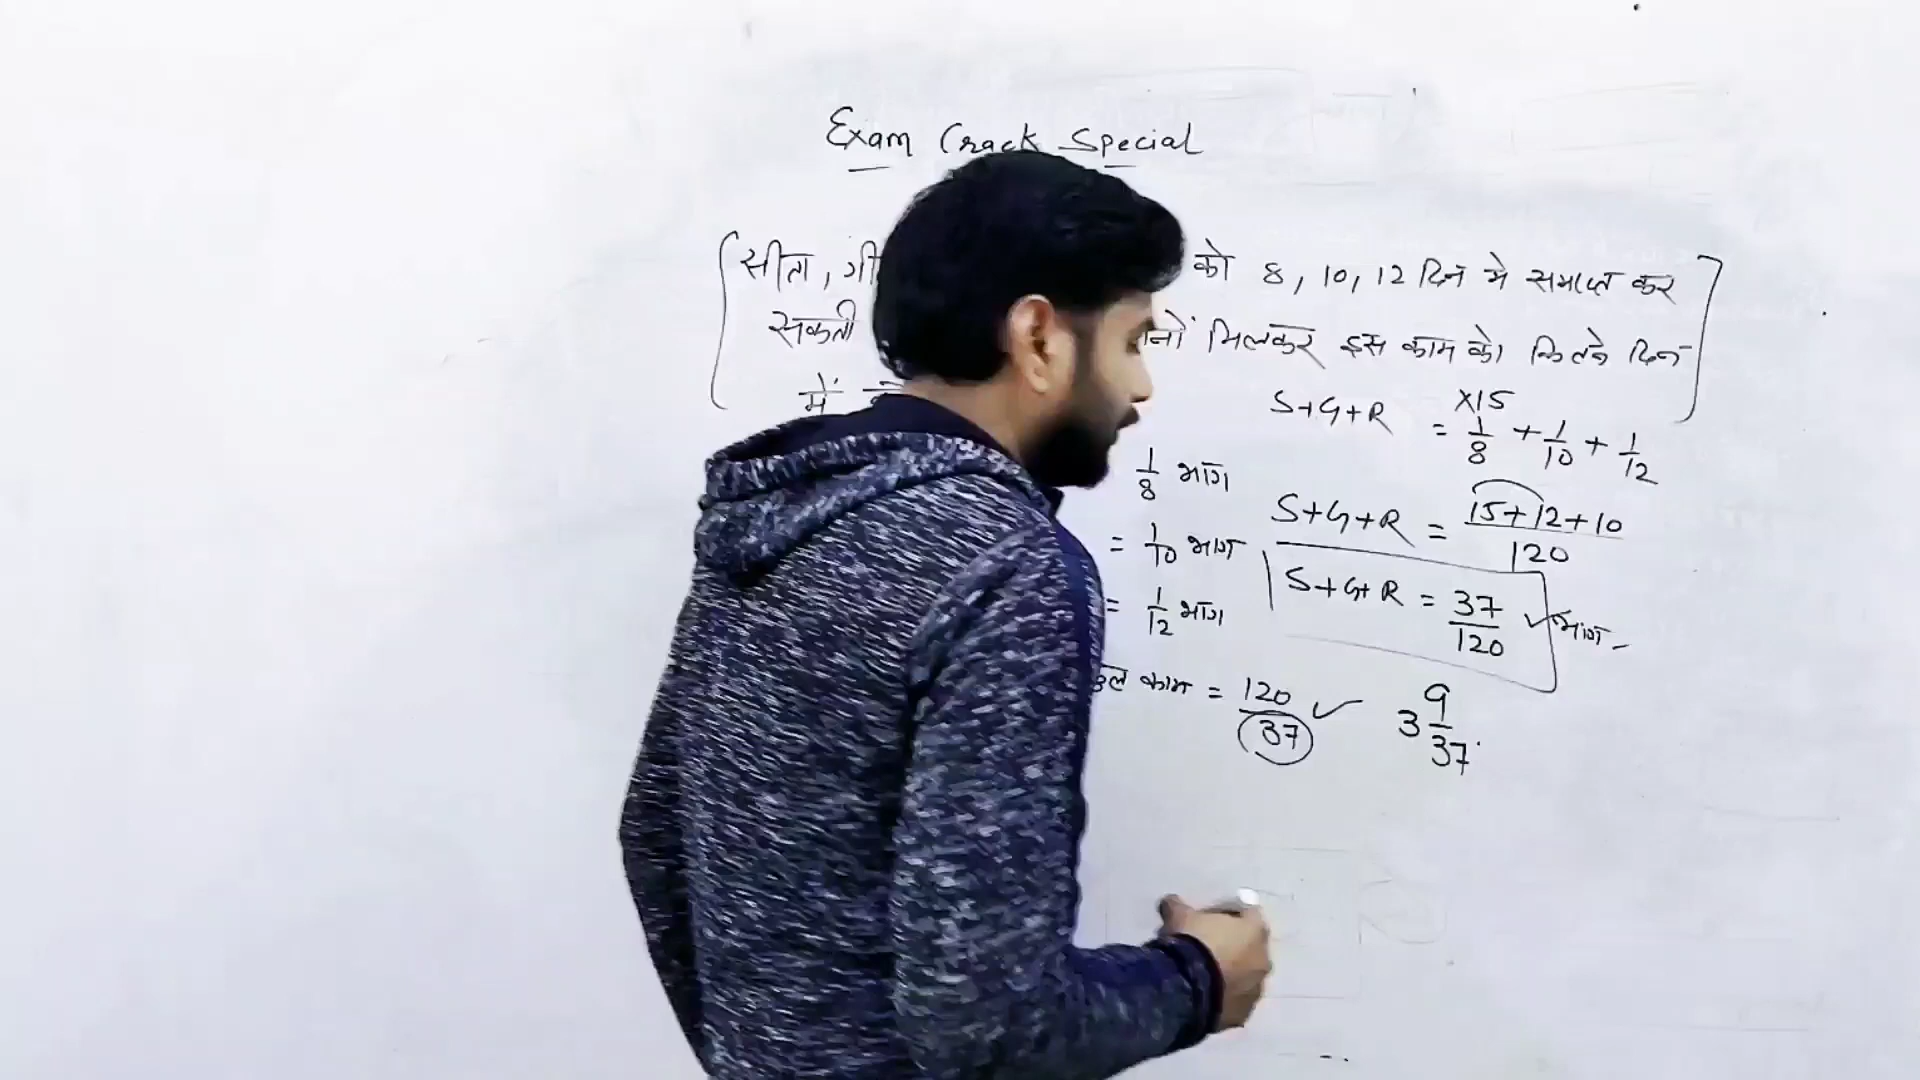 Exam Crack Special
सीता, गी को 8, 10, 12 दिन मे समाप्त कर
सकती नों मिलकर इस काम को कितने दिन
में
S+G+R = 1/8 + 1/10 + 1/12
×15
1/8 भाग
= 1/10 भाग
= 1/12 भाग
S+G+R = 15+12+10/120
S+G+R = 37/120 भाग
काम = 120/37
3 9/37